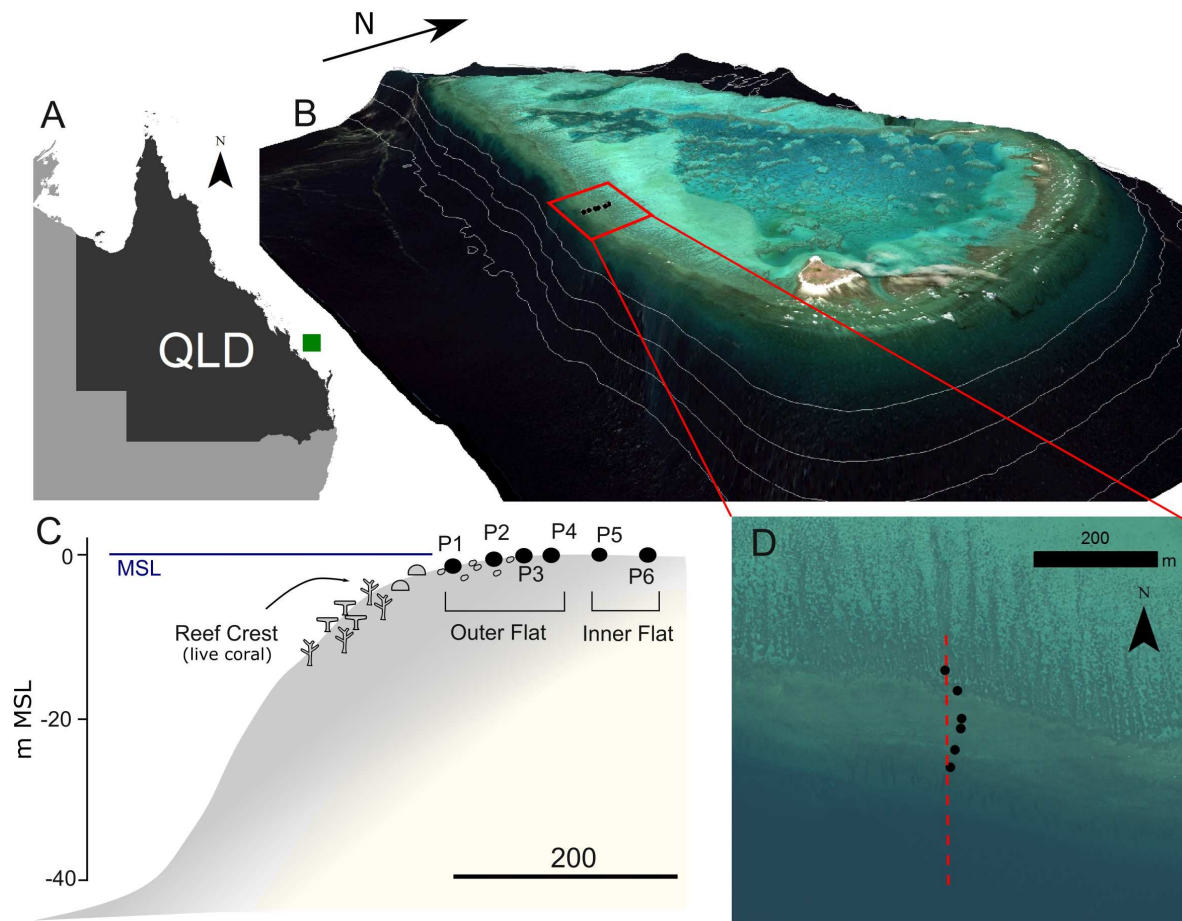 N
A
B
N
QLD
C
0
MSL
P1
P2
P4
P5
P3
P6
Reef Crest
(live coral)
Outer Flat
Inner Flat
m MSL
-20
-40
200
D
200
m
N